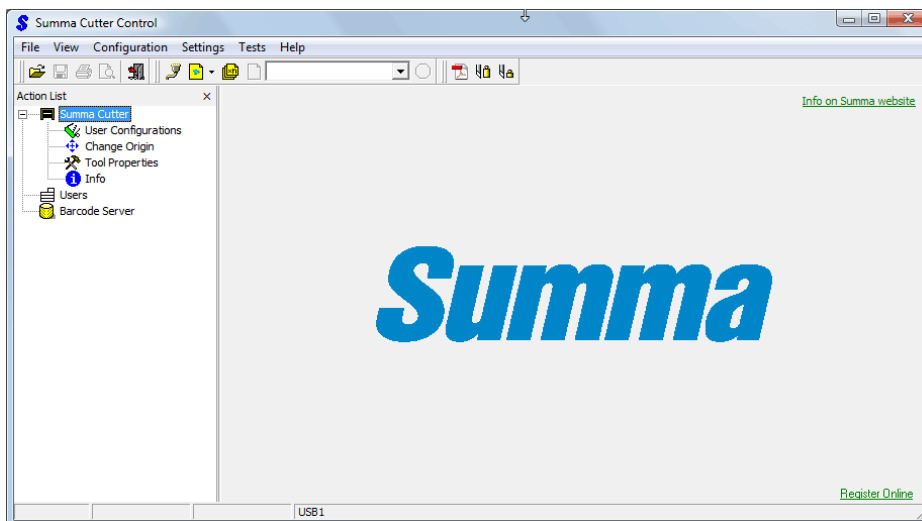 Summa Cutter Control
File View Configuration Settings Tests Help
Action List
Info on Summa website
Summa Cutter
User Configurations
Change Origin
Tool Properties
Info
Users
Barcode Server
Summa
Register Online
USB1